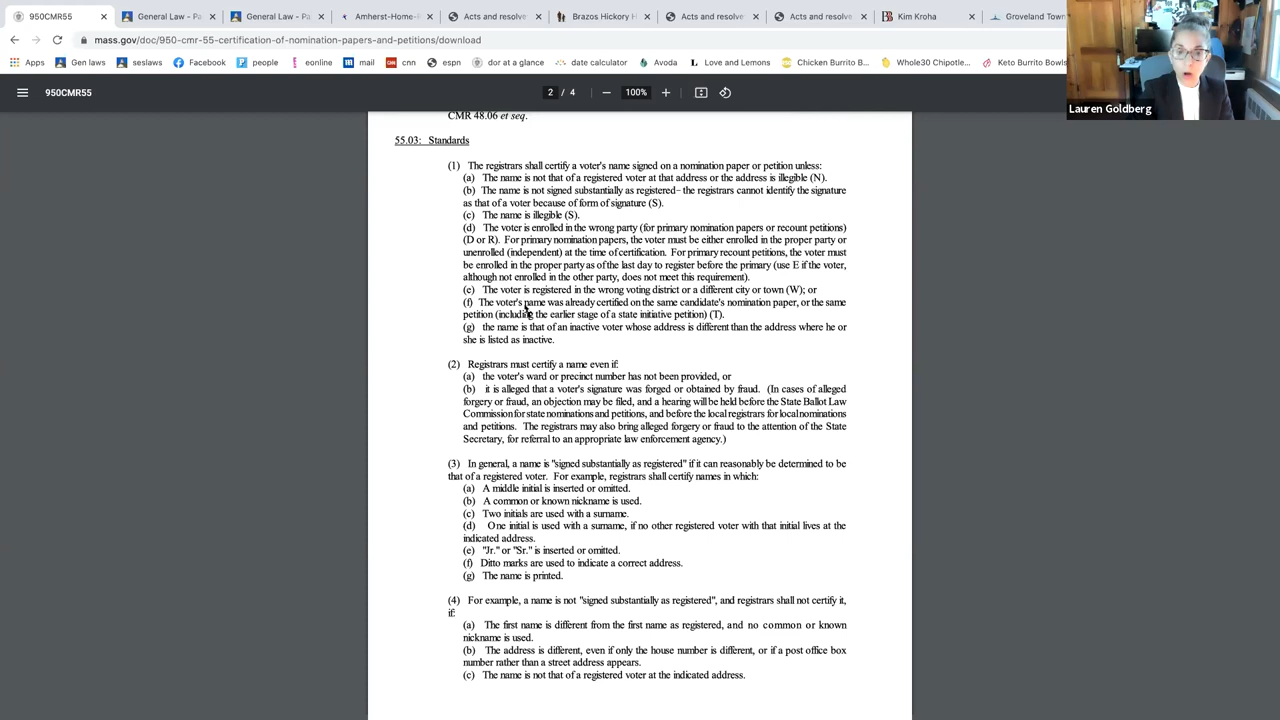 950CMR55
General Law - Pa
General Law - Pa
Amherst-Home-R
Acts and resolve
Brazos Hickory H
Acts and resolve
Acts and resolve
Kim Kroha
Groveland Town
mass.gov/doc/950-cmr-55-certification-of-nomination-papers-and-petitions/download
Apps
Gen laws
seslaws
Facebook
people
eonline
mail
cnn
espn
dor at a glance
date calculator
Avoda
Love and Lemons
Chicken Burrito B...
Whole30 Chipotle...
Keto Burrito Bowls
950CMR55
2 / 4
100%
Lauren Goldberg
CMR 48.06 et seq.
55.03: Standards
(1) The registrars shall certify a voter's name signed on a nomination paper or petition unless:
(a) The name is not that of a registered voter at that address or the address is illegible (N).
(b) The name is not signed substantially as registered- the registrars cannot identify the signature
as that of a voter because of form of signature (S).
(c) The name is illegible (S).
(d) The voter is enrolled in the wrong party (for primary nomination papers or recount petitions)
(D or R). For primary nomination papers, the voter must be either enrolled in the proper party or
unenrolled (independent) at the time of certification. For primary recount petitions, the voter must
be enrolled in the proper party as of the last day to register before the primary (use E if the voter,
although not enrolled in the other party, does not meet this requirement).
(e) The voter is registered in the wrong voting district or a different city or town (W); or
(f) The voter's name was already certified on the same candidate's nomination paper, or the same
petition (including the earlier stage of a state initiative petition) (T).
(g) the name is that of an inactive voter whose address is different than the address where he or
she is listed as inactive.
(2) Registrars must certify a name even if:
(a) the voter's ward or precinct number has not been provided, or
(b) it is alleged that a voter's signature was forged or obtained by fraud. (In cases of alleged
forgery or fraud, an objection may be filed, and a hearing will be held before the State Ballot Law
Commission for state nominations and petitions, and before the local registrars for local nominations
and petitions. The registrars may also bring alleged forgery or fraud to the attention of the State
Secretary, for referral to an appropriate law enforcement agency.)
(3) In general, a name is "signed substantially as registered" if it can reasonably be determined to be
that of a registered voter. For example, registrars shall certify names in which:
(a) A middle initial is inserted or omitted.
(b) A common or known nickname is used.
(c) Two initials are used with a surname.
(d) One initial is used with a surname, if no other registered voter with that initial lives at the
indicated address.
(e) "Jr." or "Sr." is inserted or omitted.
(f) Ditto marks are used to indicate a correct address.
(g) The name is printed.
(4) For example, a name is not "signed substantially as registered", and registrars shall not certify it,
if:
(a) The first name is different from the first name as registered, and no common or known
nickname is used.
(b) The address is different, even if only the house number is different, or if a post office box
number rather than a street address appears.
(c) The name is not that of a registered voter at the indicated address.